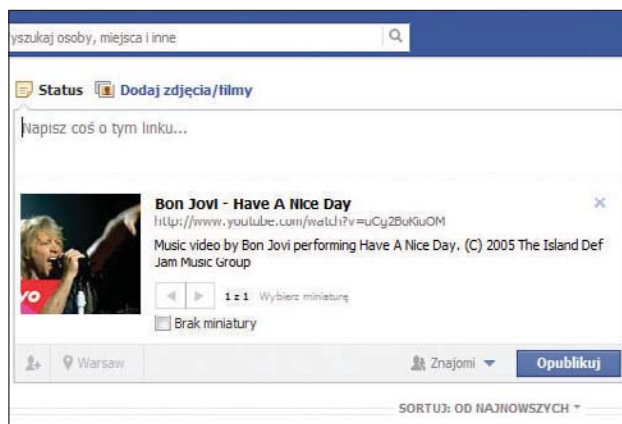 yszukaj osoby, miejsca i inne
Status Dodaj zdjęcia/filmy
Napisz coś o tym linku...
Bon Jovi - Have A Nice Day
http://www.youtube.com/watch?v=uCy2BoKiuOM
Music video by Bon Jovi performing Have A Nice Day. (C) 2005 The Island Def
Jam Music Group
1 z 1 Wybierz miniaturę
Brak miniatury
Warsaw Znajomi Opublikuj
SORTUJ: OD NAJNOWSZYCH